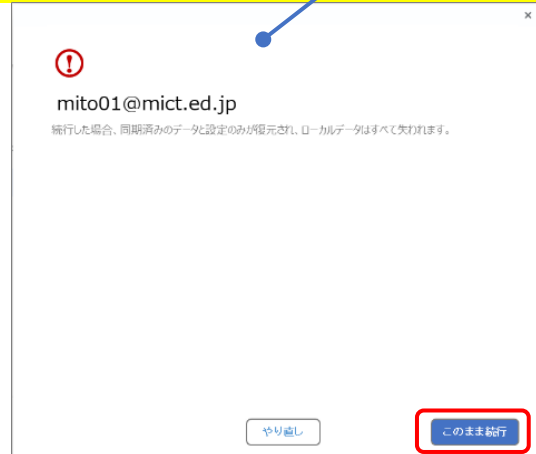 ×
mito01@mict.ed.jp
続行した場合、同期済みのデータと設定のみが復元され、ローカルデータはすべて失われます。
やり直し
このまま続行